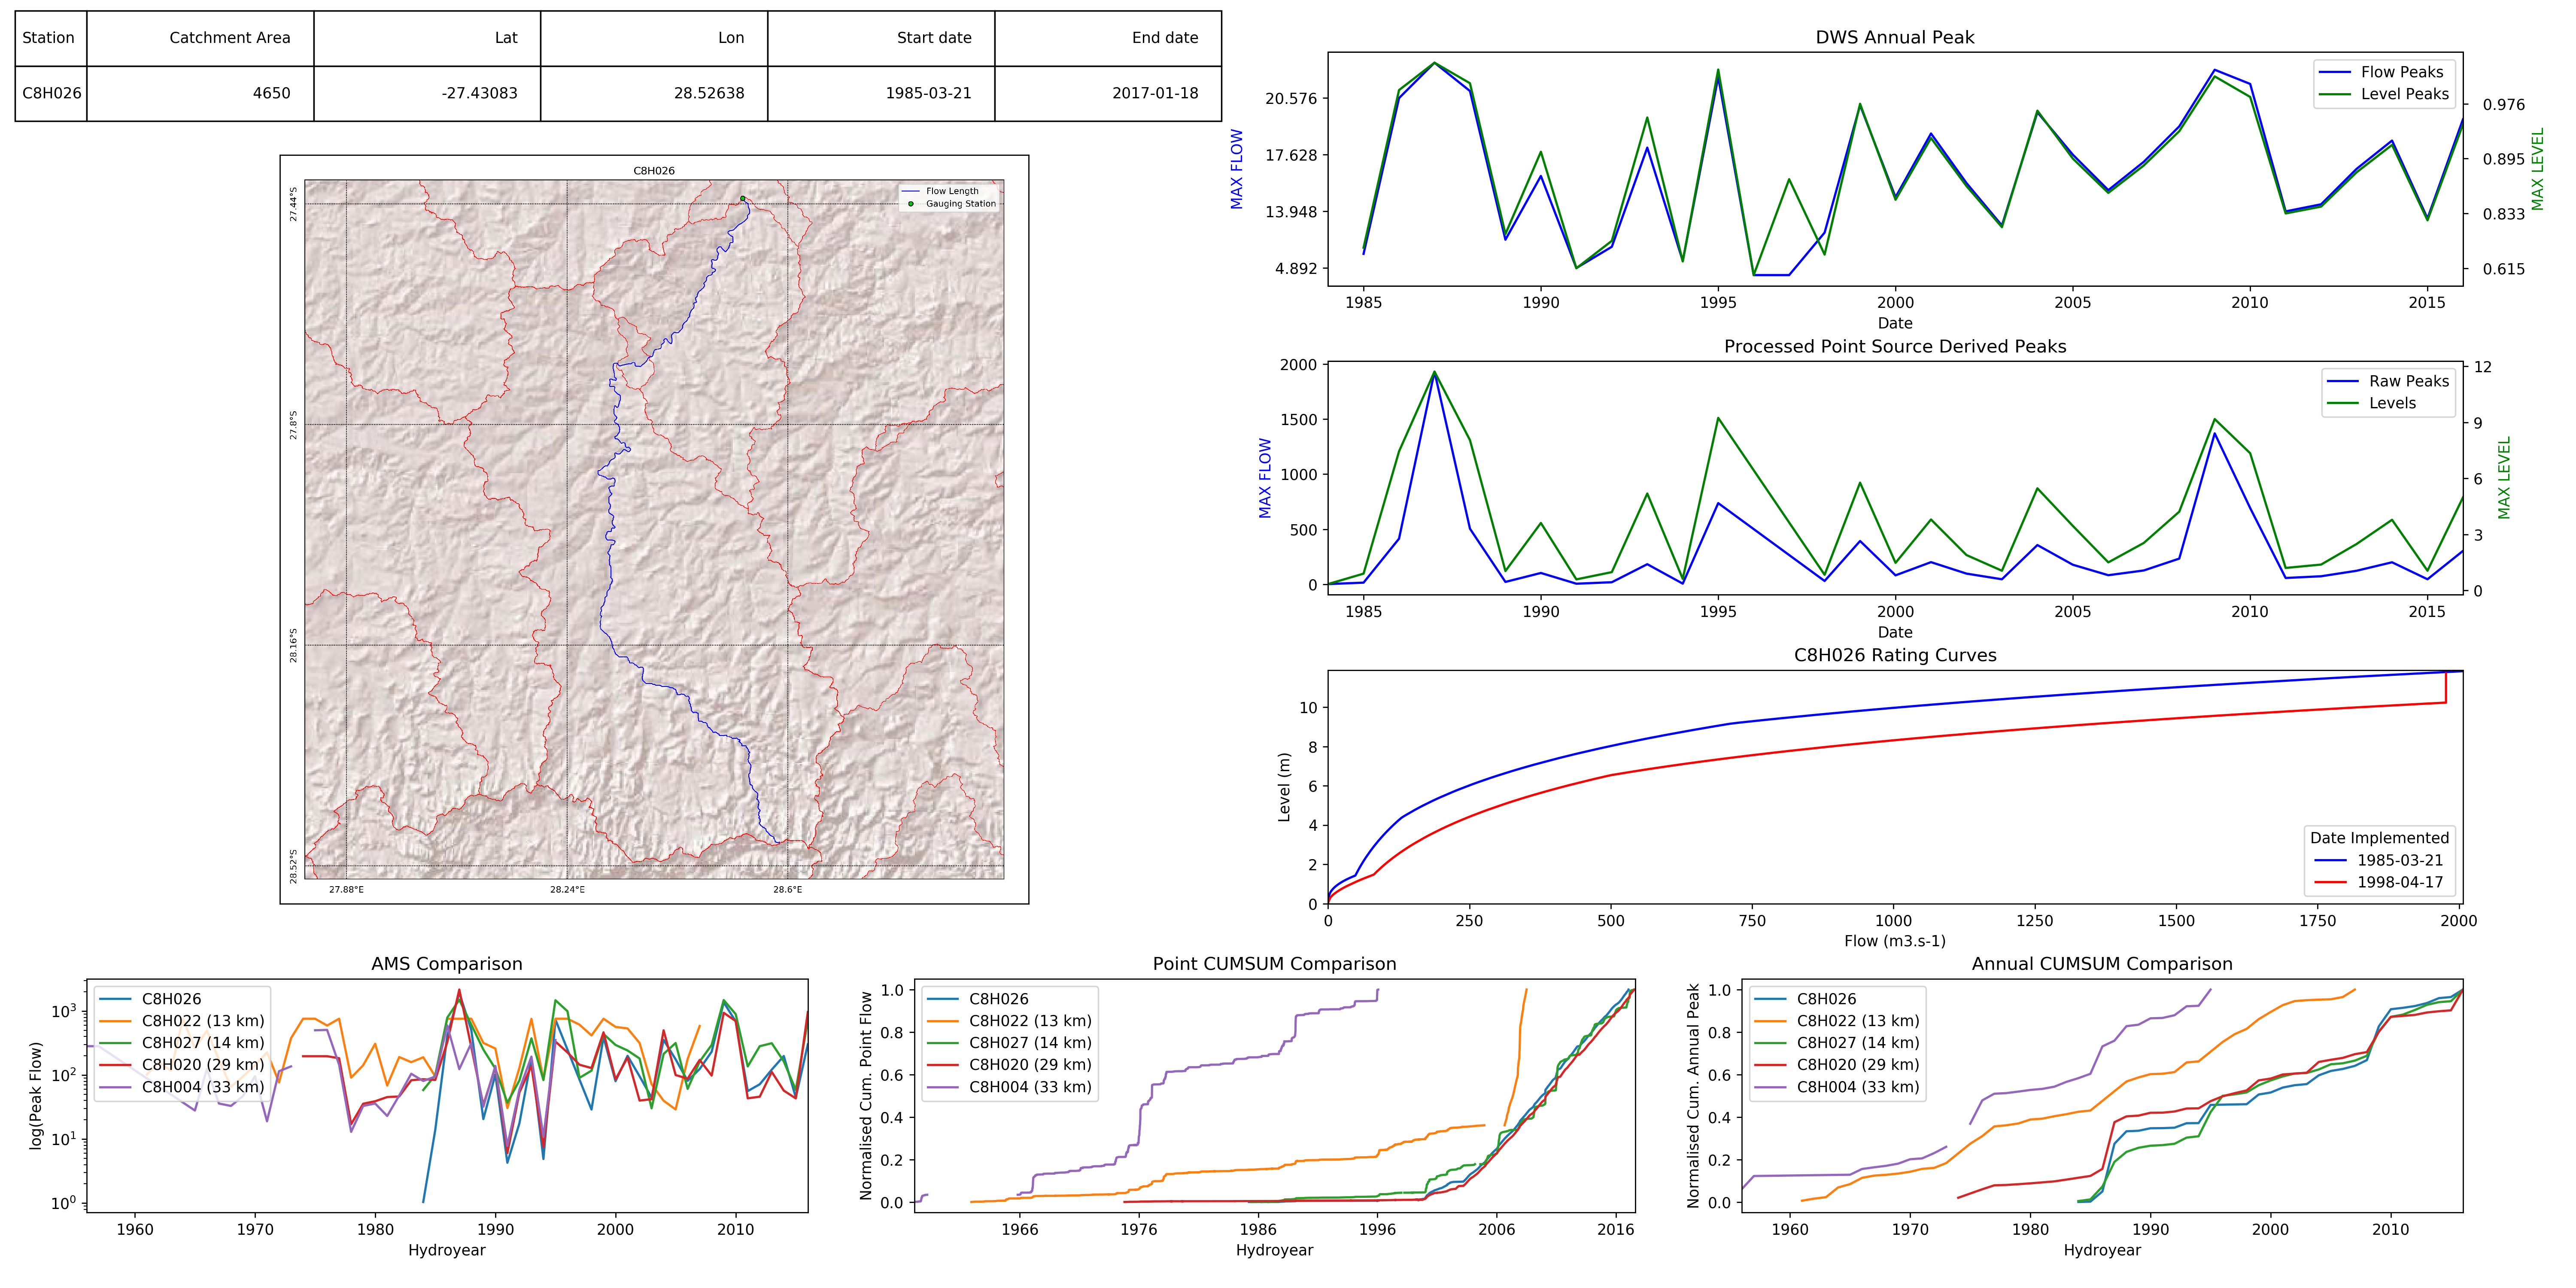 Station Catchment Area Lat Lon Start date End date
C8H026 4650 -27.43083 28.52638 1985-03-21 2017-01-18
C8H026
Flow Length
Gauging Station
27.44°S
27.8°S
28.16°S
28.52°S
27.88°E 28.24°E 28.6°E
DWS Annual Peak
Flow Peaks
Level Peaks
MAX FLOW
20.576
17.628
13.948
4.892
0.976
0.895
0.833
0.615
MAX LEVEL
1985 1990 1995 2000 2005 2010 2015
Date
Processed Point Source Derived Peaks
Raw Peaks
Levels
MAX FLOW
2000
1500
1000
500
0
12
9
6
3
0
MAX LEVEL
1985 1990 1995 2000 2005 2010 2015
Date
C8H026 Rating Curves
Level (m)
10
8
6
4
2
0
Date Implemented
1985-03-21
1998-04-17
0 250 500 750 1000 1250 1500 1750 2000
Flow (m3.s-1)
AMS Comparison
C8H026
C8H022 (13 km)
C8H027 (14 km)
C8H020 (29 km)
C8H004 (33 km)
log(Peak Flow)
10³
10²
10¹
10⁰
1960 1970 1980 1990 2000 2010
Hydroyear
Point CUMSUM Comparison
C8H026
C8H022 (13 km)
C8H027 (14 km)
C8H020 (29 km)
C8H004 (33 km)
Normalised Cum. Point Flow
1.0
0.8
0.6
0.4
0.2
0.0
1966 1976 1986 1996 2006 2016
Hydroyear
Annual CUMSUM Comparison
C8H026
C8H022 (13 km)
C8H027 (14 km)
C8H020 (29 km)
C8H004 (33 km)
Normalised Cum. Annual Peak
1.0
0.8
0.6
0.4
0.2
0.0
1960 1970 1980 1990 2000 2010
Hydroyear